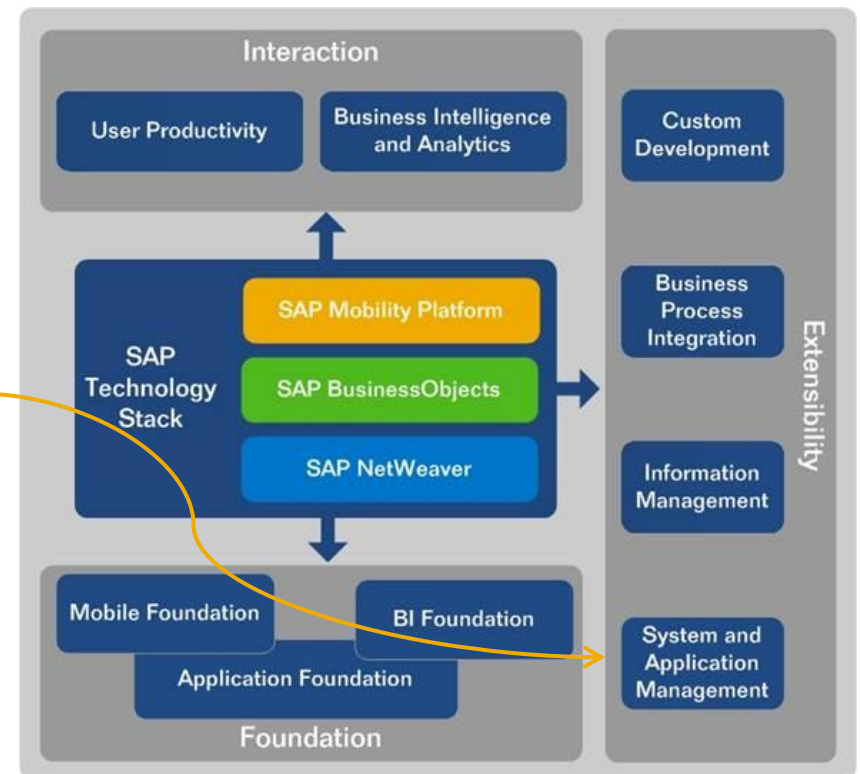 Interaction
User Productivity
Business Intelligence
and Analytics
SAP
Technology
Stack
SAP Mobility Platform
SAP BusinessObjects
SAP NetWeaver
Mobile Foundation
BI Foundation
Application Foundation
Foundation
Custom
Development
Business
Process
Integration
Information
Management
System and
Application
Management
Extensibility